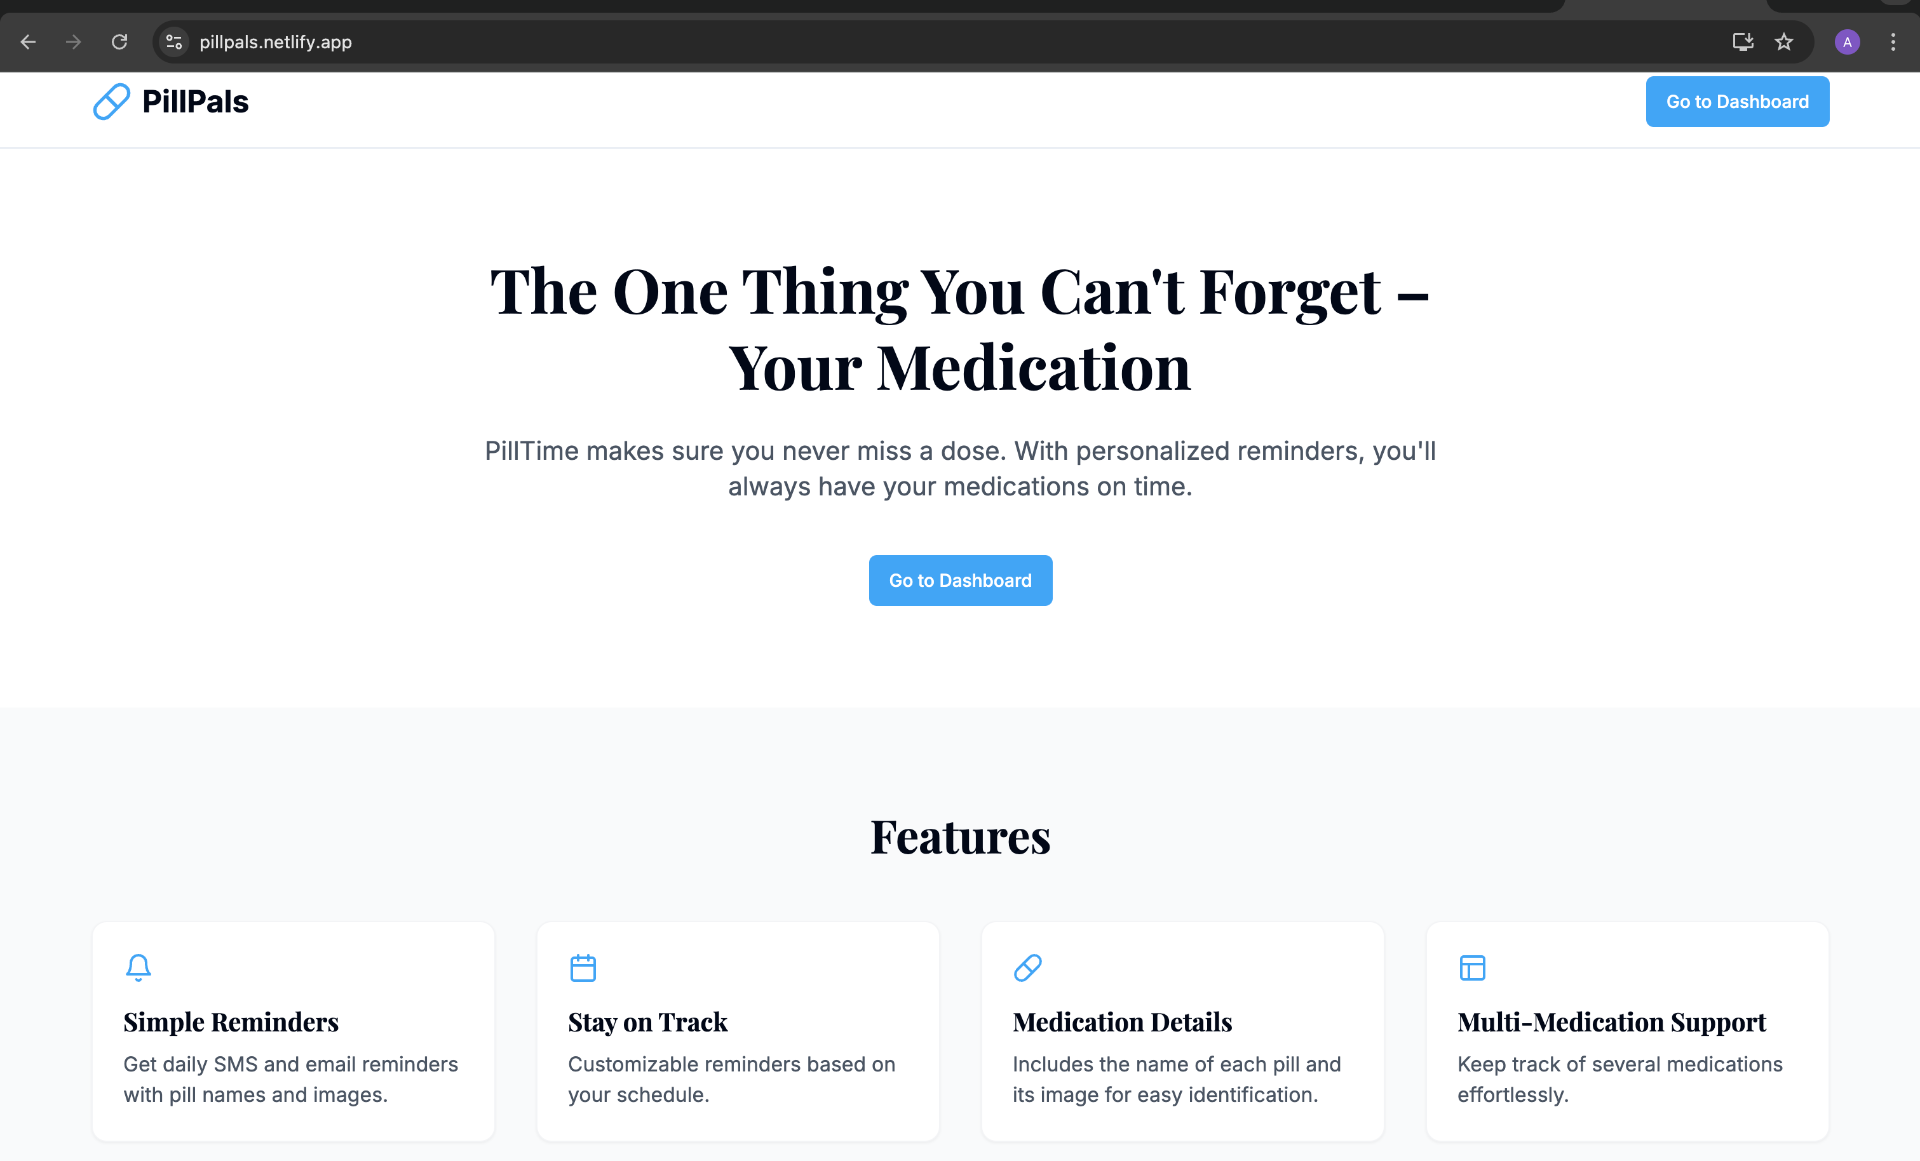 pillpals.netlify.app
A
PillPals
Go to Dashboard
The One Thing You Can't Forget –
Your Medication
PillTime makes sure you never miss a dose. With personalized reminders, you'll
always have your medications on time.
Go to Dashboard
Features
Simple Reminders
Get daily SMS and email reminders
with pill names and images.
Stay on Track
Customizable reminders based on
your schedule.
Medication Details
Includes the name of each pill and
its image for easy identification.
Multi-Medication Support
Keep track of several medications
effortlessly.